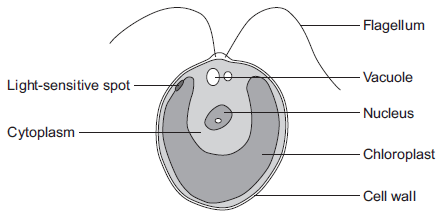 Flagellum
Light-sensitive spot
Vacuole
Nucleus
Cytoplasm
Chloroplast
Cell wall